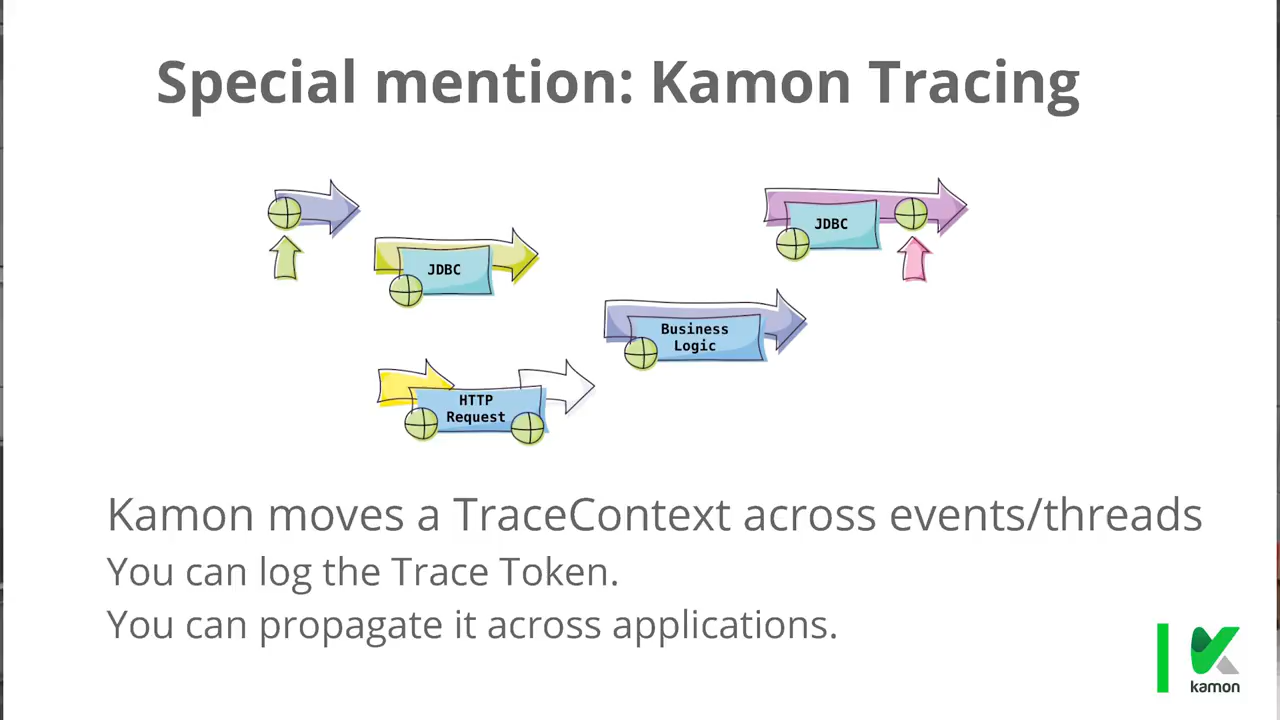 Special mention: Kamon Tracing
JDBC
JDBC
Business
Logic
HTTP
Request
Kamon moves a TraceContext across events/threads
You can log the Trace Token.
You can propagate it across applications.
kamon